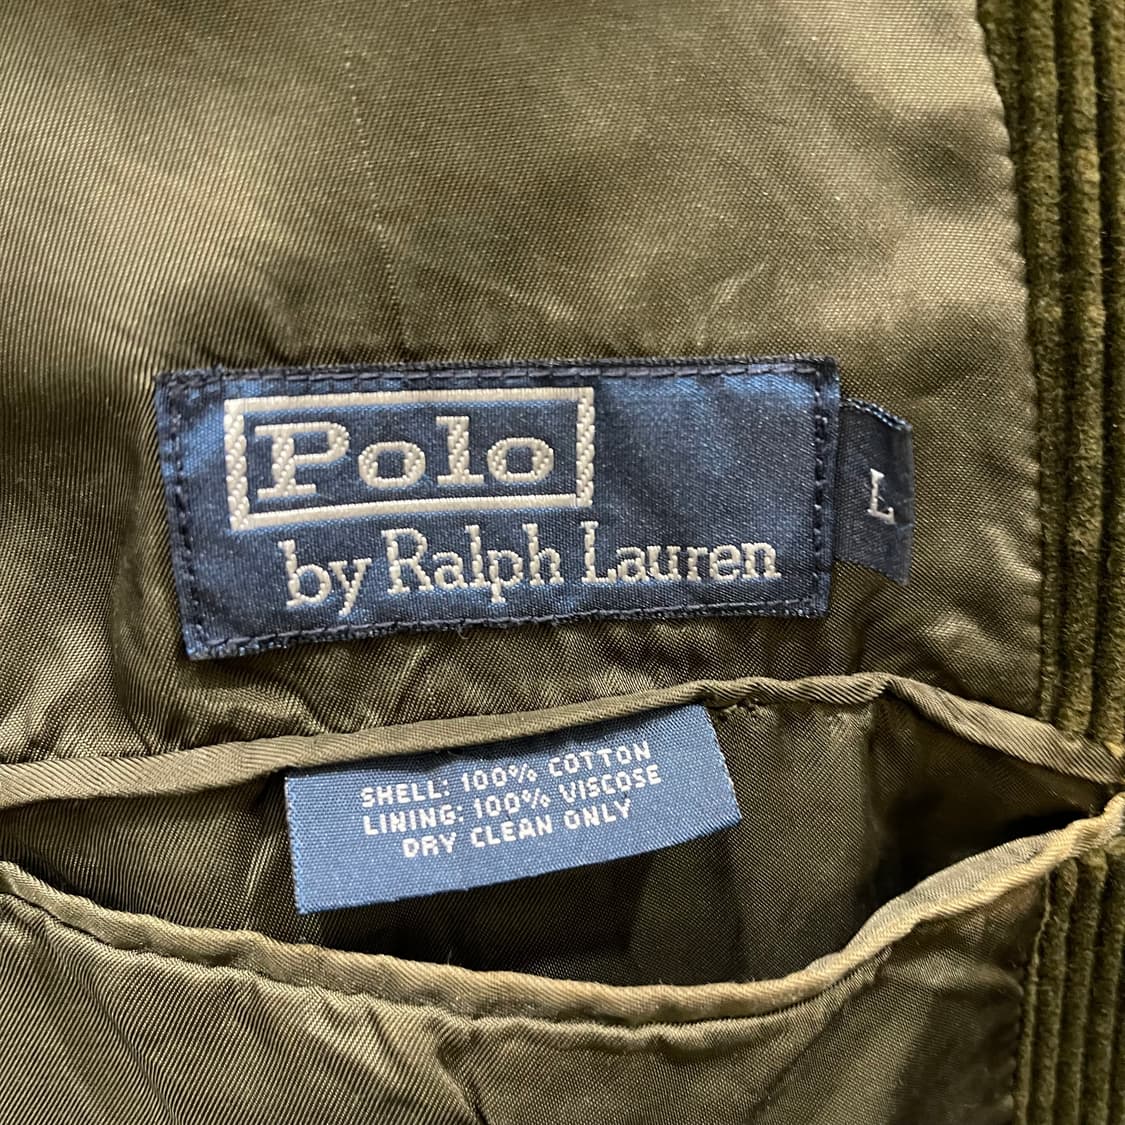 Polo
by Ralph Lauren
L
SHELL: 100% COTTON
LINING: 100% VISCOSE
DRY CLEAN ONLY